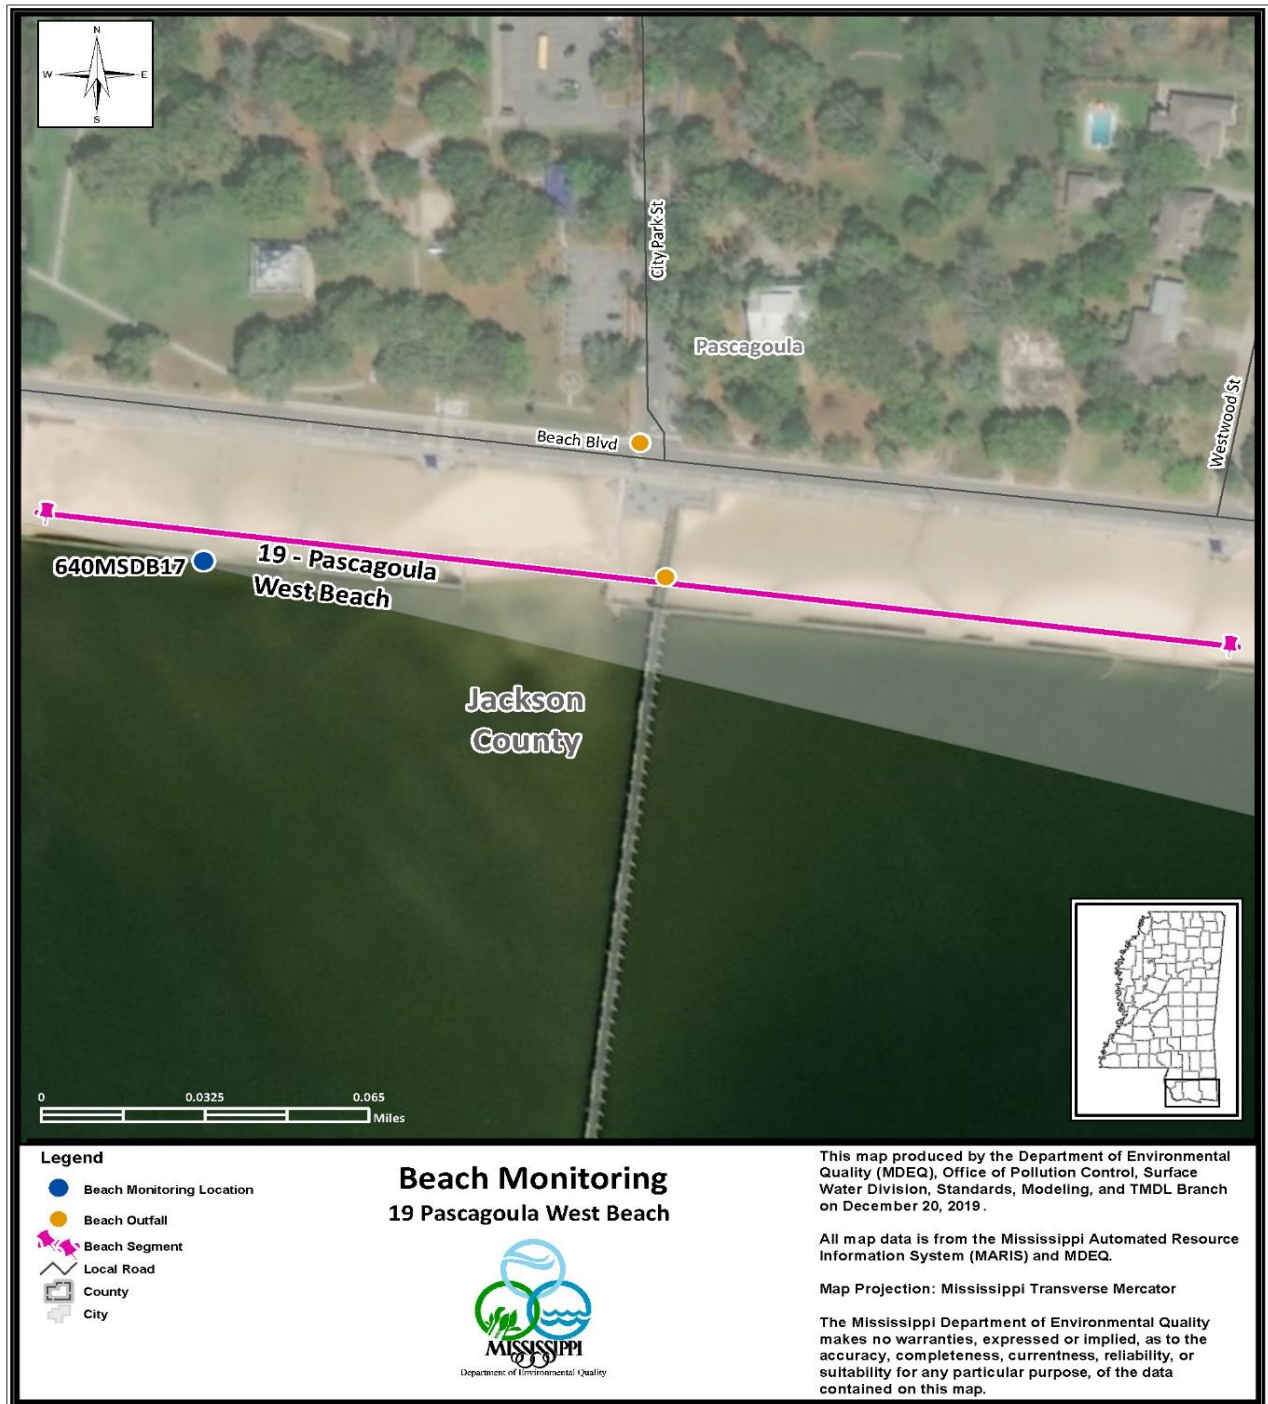 N
W E
S
City Park St
Pascagoula
Westwood St
Beach Blvd
640MSDB17
19 - Pascagoula
West Beach
Jackson
County
0 0.0325 0.065
Miles
Legend
Beach Monitoring Location
Beach Outfall
Beach Segment
Local Road
County
City
Beach Monitoring
19 Pascagoula West Beach
MISSISSIPPI
Department of Environmental Quality
This map produced by the Department of Environmental
Quality (MDEQ), Office of Pollution Control, Surface
Water Division, Standards, Modeling, and TMDL Branch
on December 20, 2019.
All map data is from the Mississippi Automated Resource
Information System (MARIS) and MDEQ.
Map Projection: Mississippi Transverse Mercator
The Mississippi Department of Environmental Quality
makes no warranties, expressed or implied, as to the
accuracy, completeness, currentness, reliability, or
suitability for any particular purpose, of the data
contained on this map.